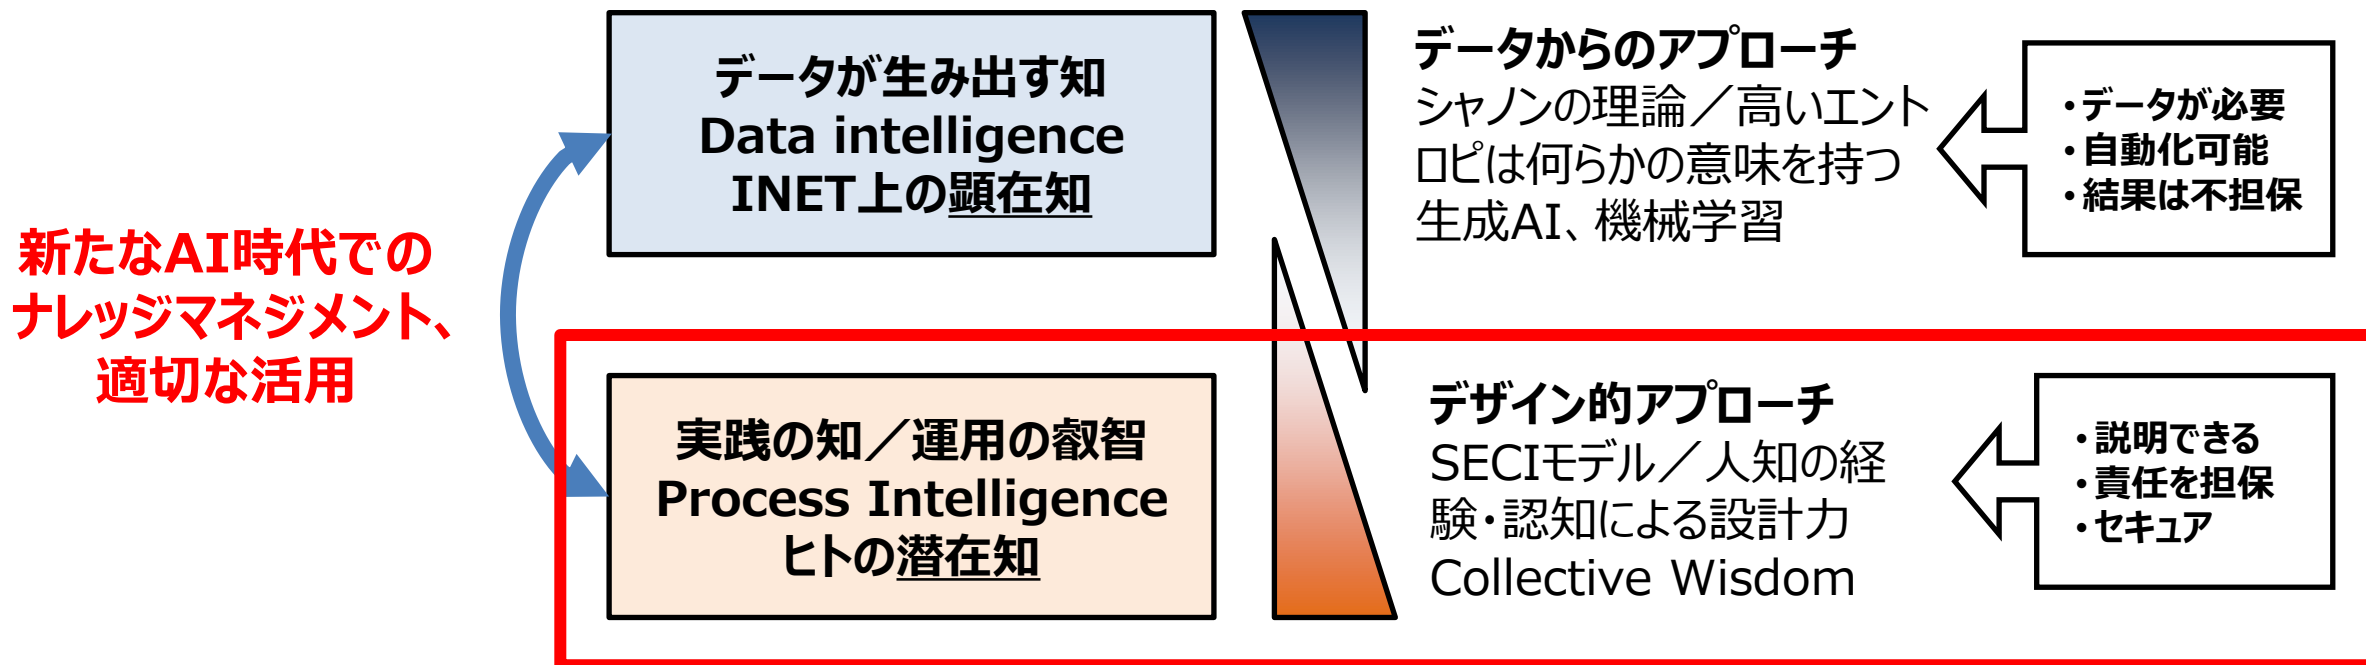 データが生み出す知
Data intelligence
INET上の顕在知
データからのアプローチ
シャノンの理論／高いエント
ロピは何らかの意味を持つ
生成AI、機械学習
・データが必要
・自動化可能
・結果は不担保
新たなAI時代での
ナレッジマネジメント、
適切な活用
実践の知／運用の叡智
Process Intelligence
ヒトの潜在知
デザイン的アプローチ
SECIモデル／人知の経
験・認知による設計力
Collective Wisdom
・説明できる
・責任を担保
・セキュア